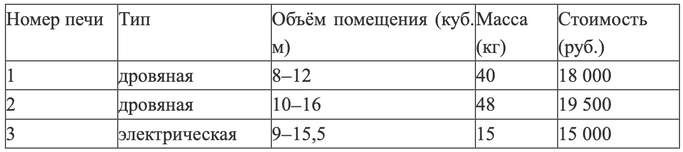 Номер печи Тип Объём помещения (куб. м) Масса (кг) Стоимость (руб.)
1 дровяная 8–12 40 18 000
2 дровяная 10–16 48 19 500
3 электрическая 9–15,5 15 15 000